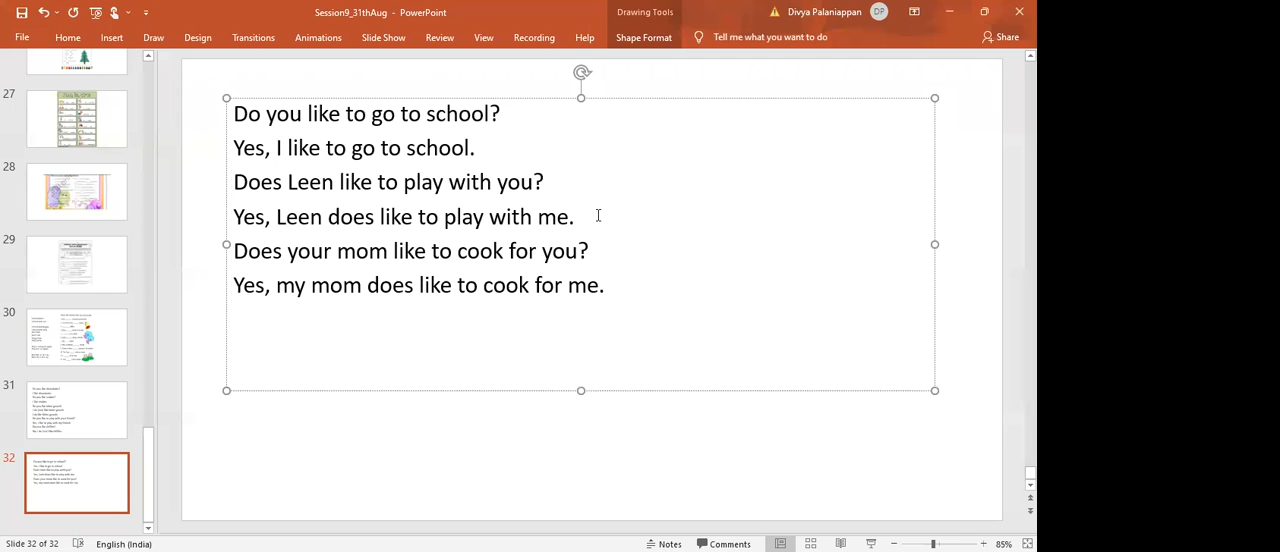 Session9_31thAug - PowerPoint
Drawing Tools
Divya Palaniappan
DP
File
Home
Insert
Draw
Design
Transitions
Animations
Slide Show
Review
View
Recording
Help
Shape Format
Tell me what you want to do
Share
27
28
29
30
31
32
Do you like to go to school?
Yes, I like to go to school.
Does Leen like to play with you?
Yes, Leen does like to play with me.
Does your mom like to cook for you?
Yes, my mom does like to cook for me.
Slide 32 of 32
English (India)
Notes
Comments
85%